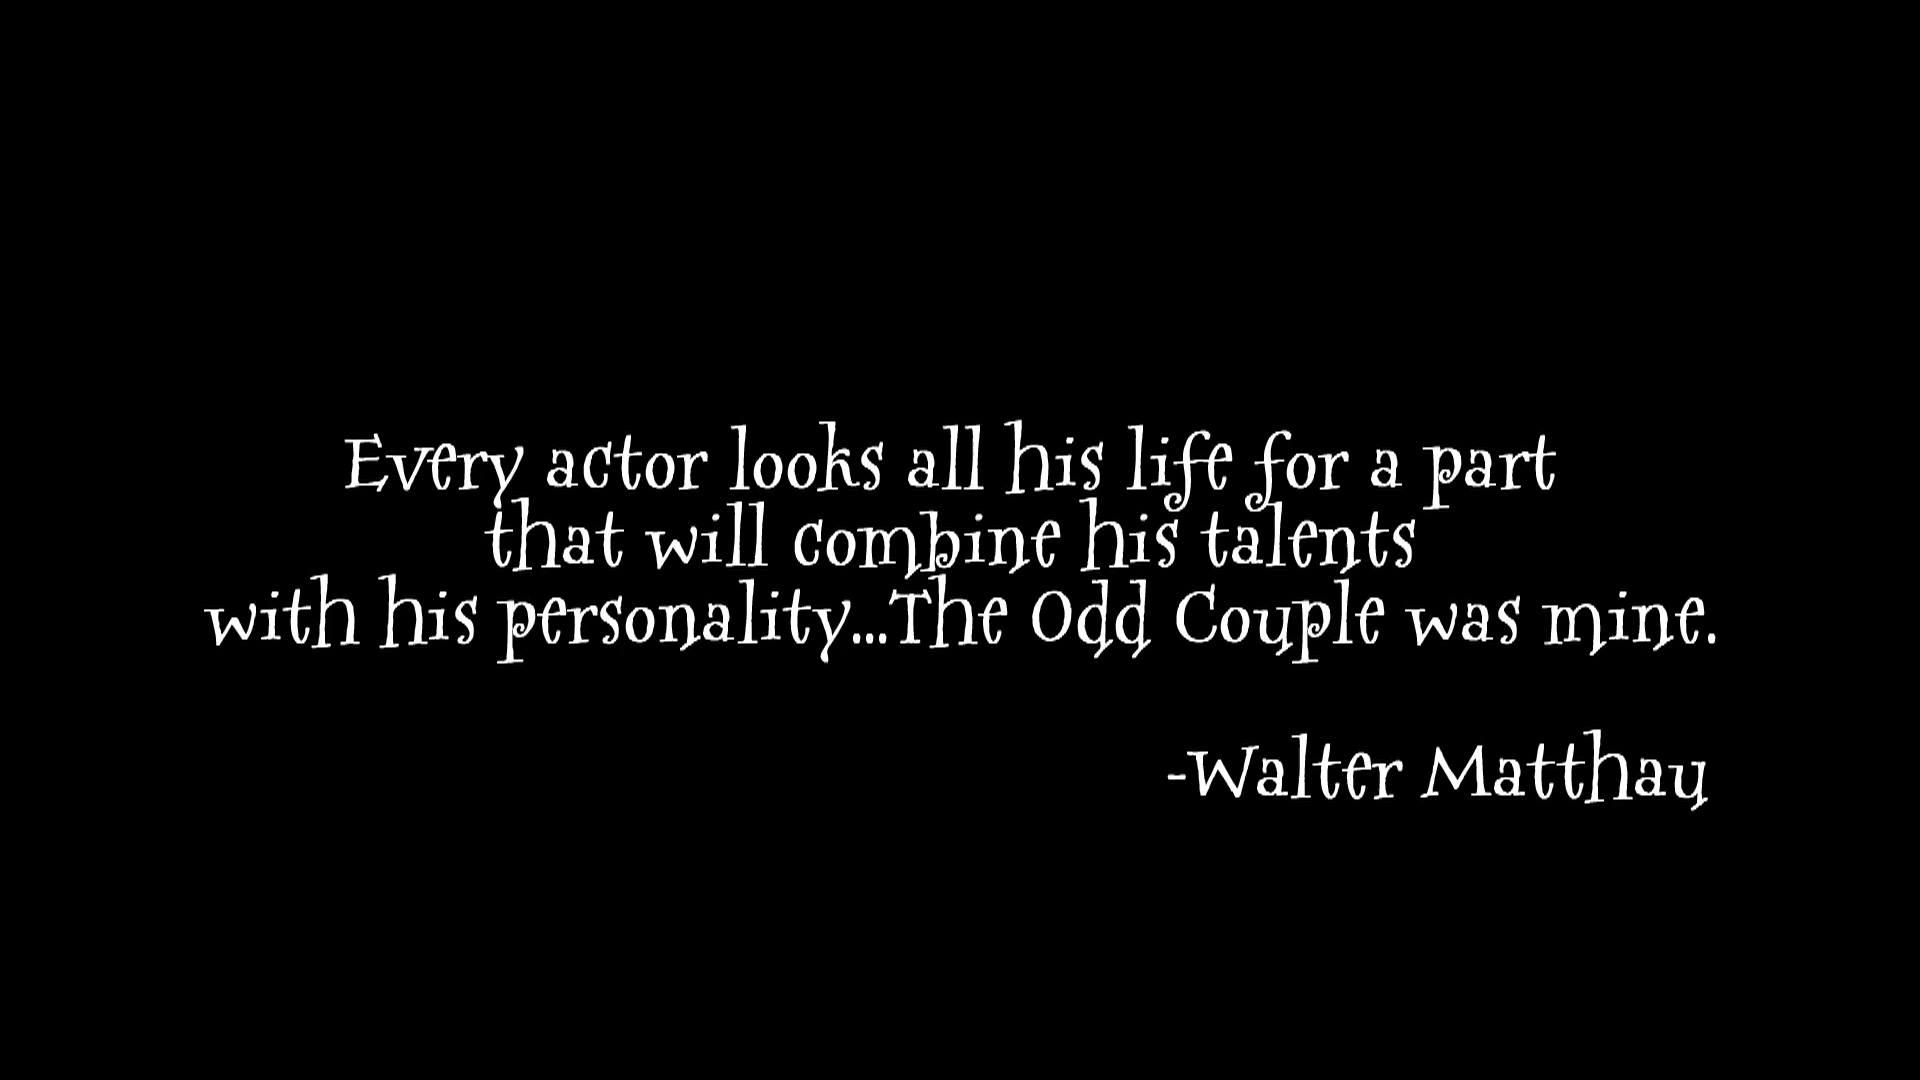 Every actor looks all his life for a part
that will combine his talents
with his personality...The Odd Couple was mine.
-Walter Matthau